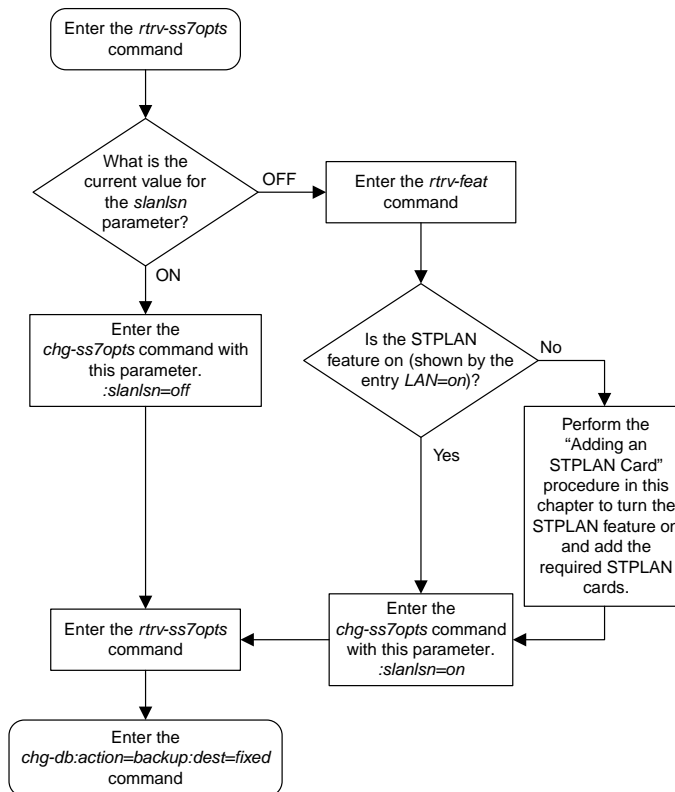 Enter the rtrv-ss7opts
command
What is the
current value for
the slanlsn
parameter?
OFF
Enter the rtrv-feat
command
ON
Enter the
chg-ss7opts command with
this parameter.
:slanlsn=off
Is the STPLAN
feature on (shown by the
entry LAN=on)?
No
Yes
Perform the
“Adding an
STPLAN Card”
procedure in this
chapter to turn the
STPLAN feature on
and add the
required STPLAN
cards.
Enter the
chg-ss7opts command
with this parameter.
:slanlsn=on
Enter the rtrv-ss7opts
command
Enter the
chg-db:action=backup:dest=fixed
command